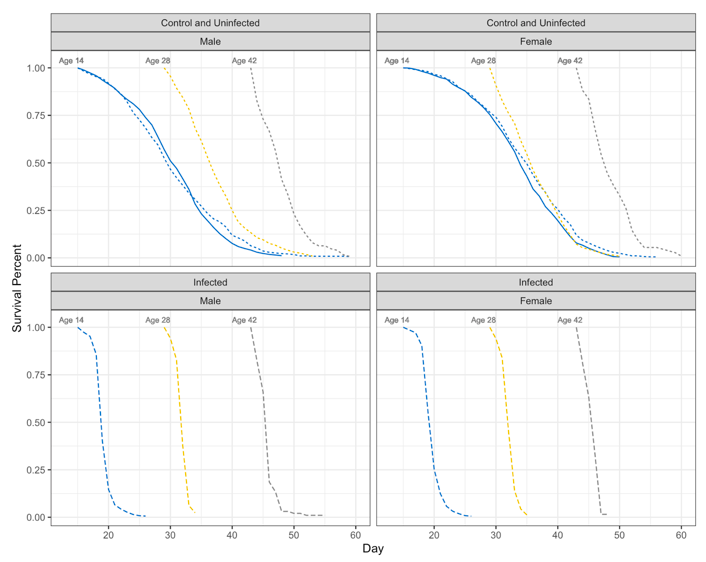 Control and Uninfected
Control and Uninfected
Male
Female
Age 14
Age 28
Age 42
Age 14
Age 28
Age 42
1.00
0.75
0.50
0.25
0.00
Survival Percent
Infected
Infected
Male
Female
Age 14
Age 28
Age 42
Age 14
Age 28
Age 42
1.00
0.75
0.50
0.25
0.00
20
30
40
50
60
20
30
40
50
60
Day